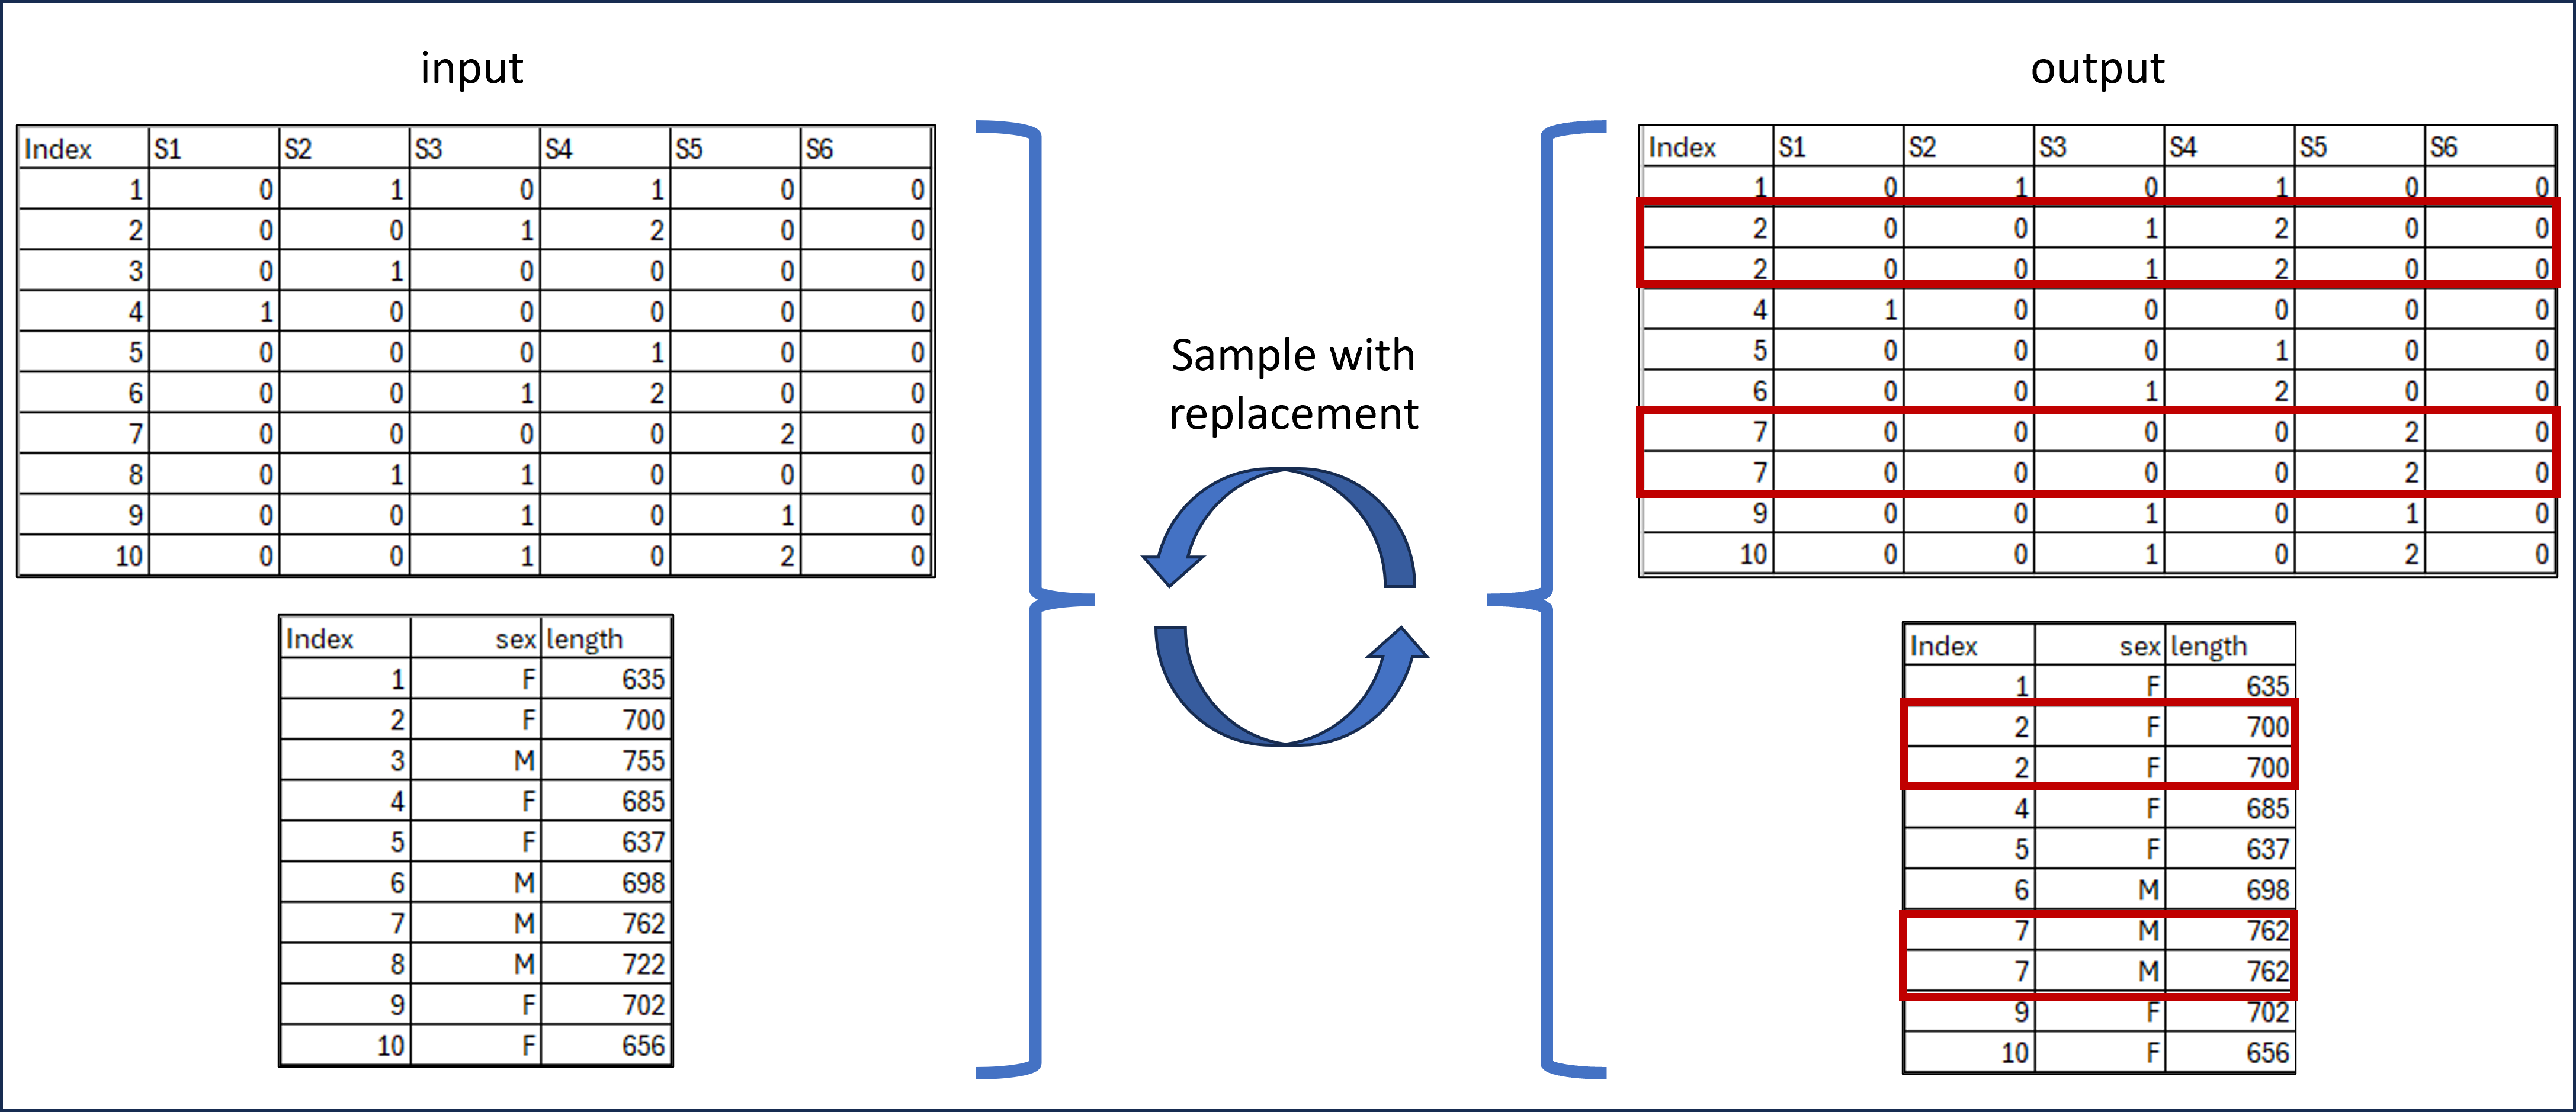 input
Index S1 S2 S3 S4 S5 S6
1 0 1 0 1 0 0
2 0 0 1 2 0 0
3 0 1 0 0 0 0
4 1 0 0 0 0 0
5 0 0 0 1 0 0
6 0 0 1 2 0 0
7 0 0 0 0 2 0
8 0 1 1 0 0 0
9 0 0 1 0 1 0
10 0 0 1 0 2 0
Index sex length
1 F 635
2 F 700
3 M 755
4 F 685
5 F 637
6 M 698
7 M 762
8 M 722
9 F 702
10 F 656
Sample with
replacement
output
Index S1 S2 S3 S4 S5 S6
1 0 1 0 1 0 0
2 0 0 1 2 0 0
2 0 0 1 2 0 0
4 1 0 0 0 0 0
5 0 0 0 1 0 0
6 0 0 1 2 0 0
7 0 0 0 0 2 0
7 0 0 0 0 2 0
9 0 0 1 0 1 0
10 0 0 1 0 2 0
Index sex length
1 F 635
2 F 700
2 F 700
4 F 685
5 F 637
6 M 698
7 M 762
7 M 762
9 F 702
10 F 656